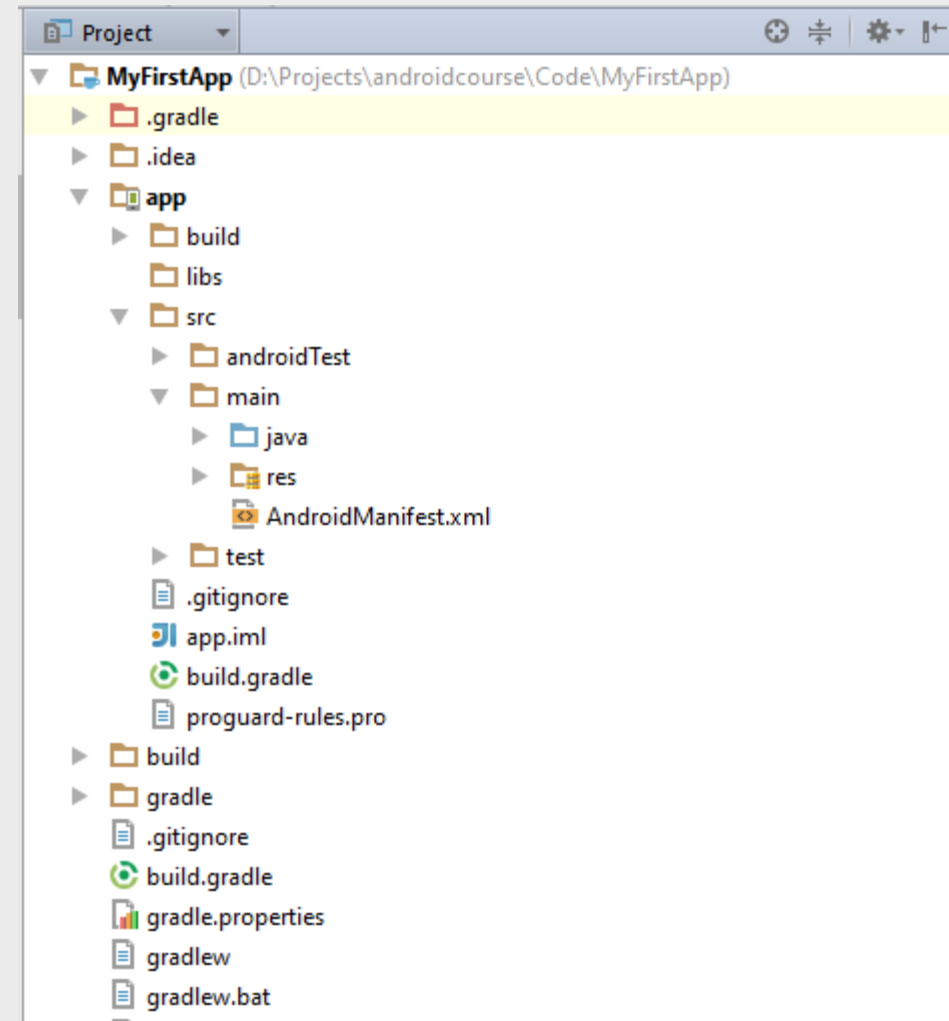 Project
MyFirstApp (D:\Projects\androidcourse\Code\MyFirstApp)
.gradle
.idea
app
build
libs
src
androidTest
main
java
res
AndroidManifest.xml
test
.gitignore
app.iml
build.gradle
proguard-rules.pro
build
gradle
.gitignore
build.gradle
gradle.properties
gradlew
gradlew.bat